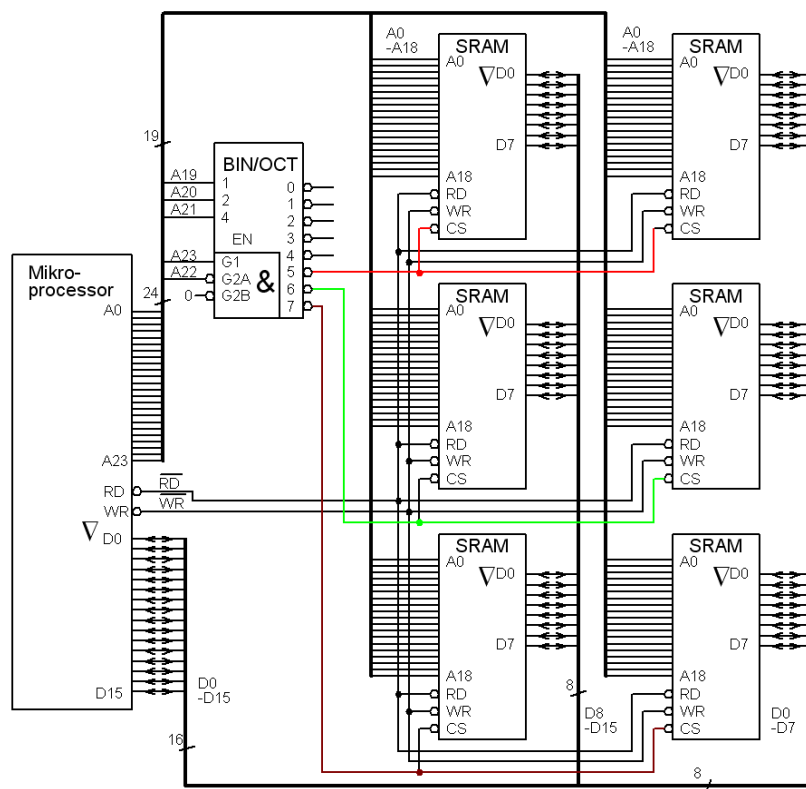 A0
-A18
SRAM
A0
D0
D7
A18
RD
WR
CS
A0
-A18
SRAM
A0
D0
D7
A18
RD
WR
CS
19
BIN/OCT
A19
1
A20
2
A21
4
EN
A23
G1
A22
G2A
0
G2B
&
0
1
2
3
4
5
6
7
24
Mikro-
processor
A0
A23
RD
RD
WR
WR
D0
D15
D0
-D15
16
A0
D0
D7
A18
RD
WR
CS
A0
D0
D7
A18
RD
WR
CS
SRAM
A0
D0
D7
A18
RD
WR
CS
8
D8
-D15
SRAM
A0
D0
D7
A18
RD
WR
CS
D0
-D7
8